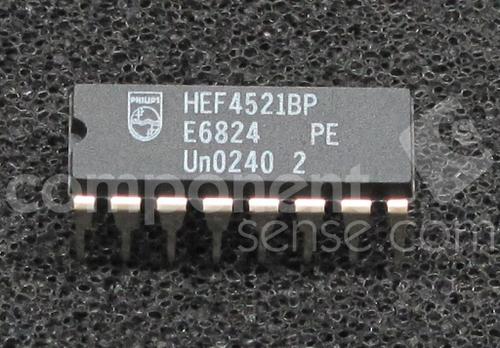 PHILIPS
HEF4521BP
E6824 PE
Un0240 2
component
sense.com